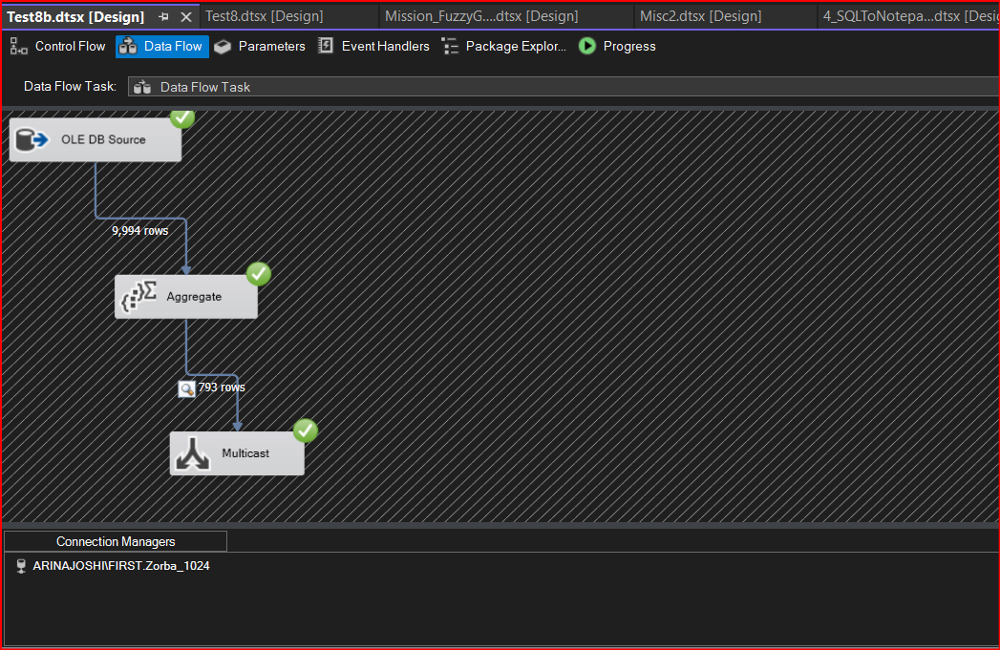 Test8b.dtsx [Design] Test8.dtsx [Design] Mission_FuzzyG....dtsx [Design] Misc2.dtsx [Design] 4_SQLToNotepa...dtsx [Desi
Control Flow Data Flow Parameters Event Handlers Package Explor... Progress
Data Flow Task: Data Flow Task
OLE DB Source
9,994 rows
Aggregate
793 rows
Multicast
Connection Managers
ARINAJOSHI\FIRST.Zorba_1024